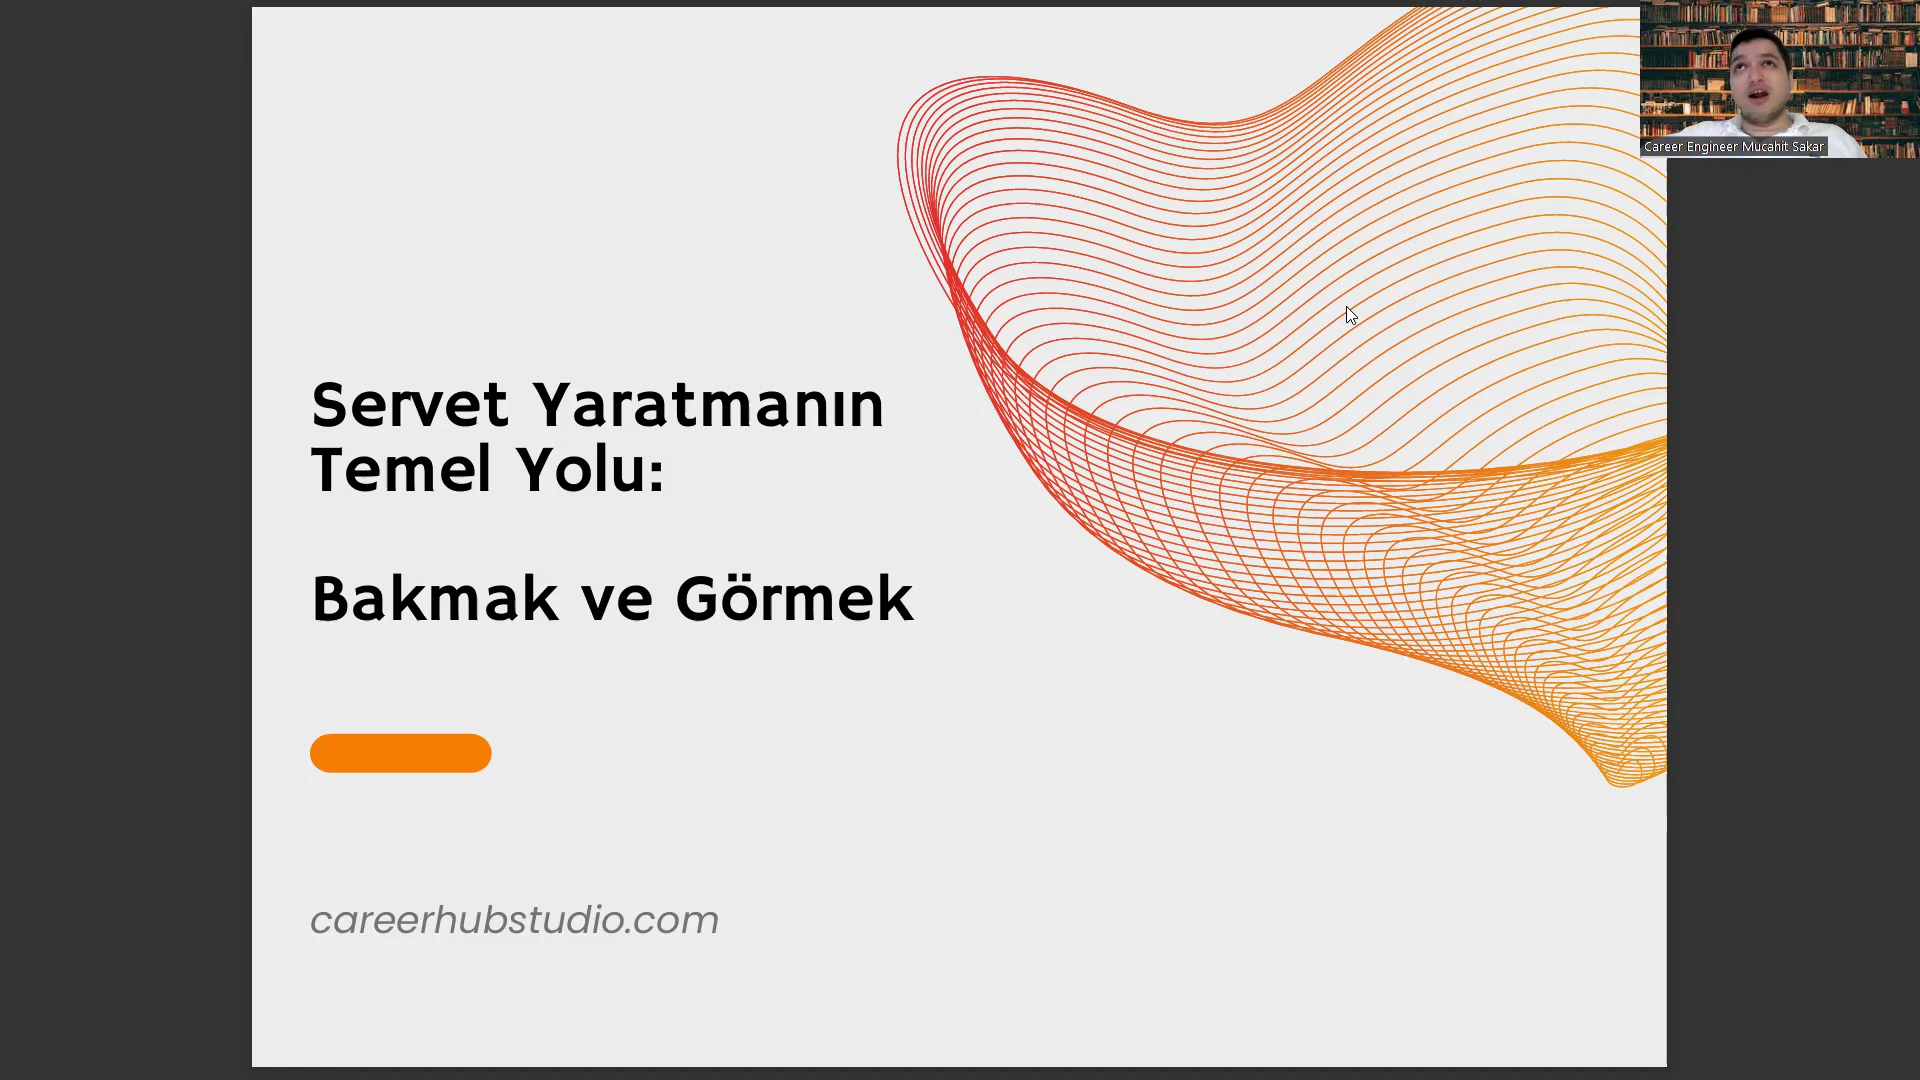 Career Engineer Mucahit Sakar
Servet Yaratmanın
Temel Yolu:
Bakmak ve Görmek
careerhubstudio.com